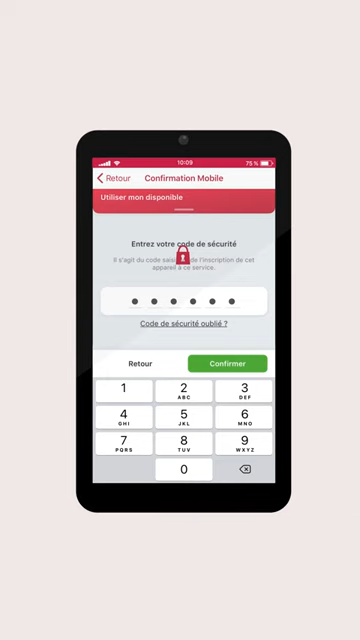 10:09
75 %
Retour
Confirmation Mobile
Utiliser mon disponible
Entrez votre code de sécurité
Il s'agit du code saisi de l'inscription de cet
appareil à ce service.
Code de sécurité oublié ?
Retour
Confirmer
1
2
ABC
3
DEF
4
GHI
5
JKL
6
MNO
7
PQRS
8
TUV
9
WXYZ
0